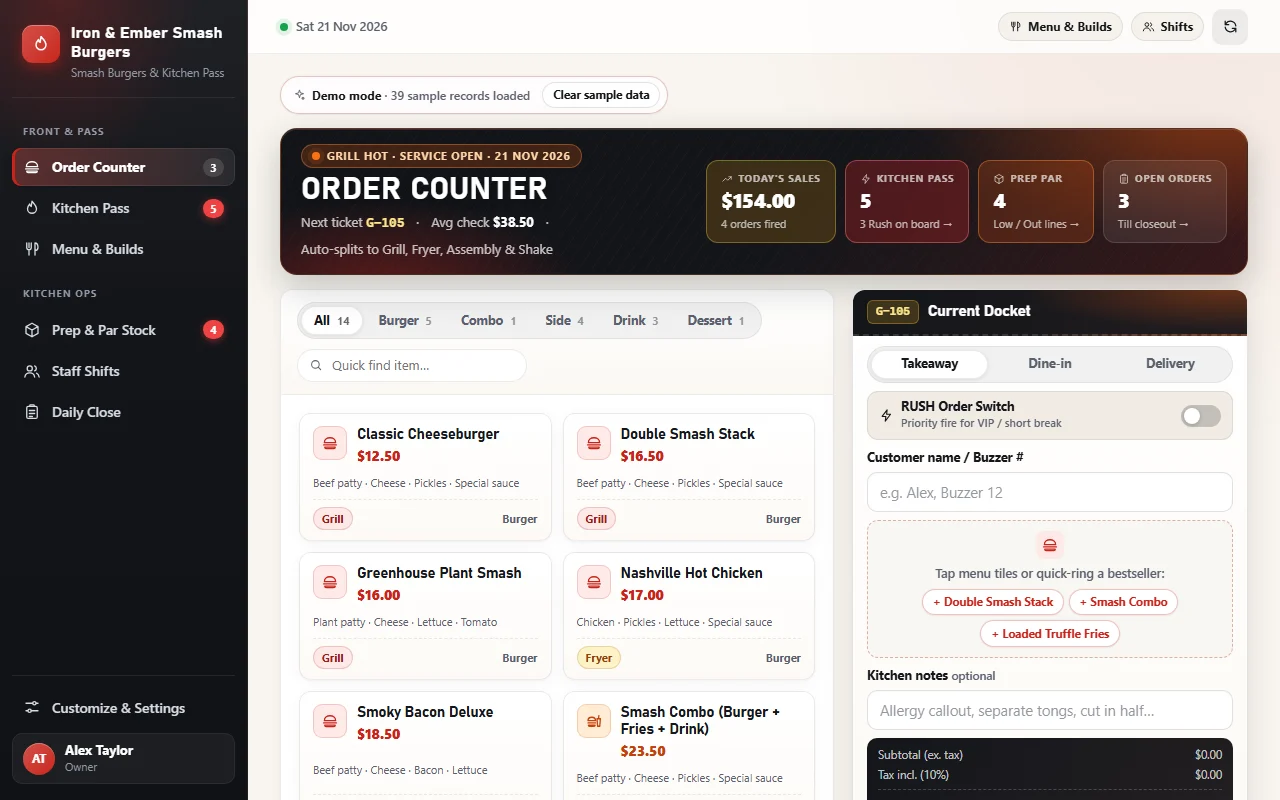 Iron & Ember Smash
Burgers
Smash Burgers & Kitchen Pass
FRONT & PASS
Order Counter 3
Kitchen Pass 5
Menu & Builds
KITCHEN OPS
Prep & Par Stock 4
Staff Shifts
Daily Close
Customize & Settings
AT
Alex Taylor
Owner
Sat 21 Nov 2026
Menu & Builds
Shifts
Demo mode · 39 sample records loaded
Clear sample data
GRILL HOT · SERVICE OPEN · 21 NOV 2026
ORDER COUNTER
Next ticket G-105 · Avg check $38.50 ·
Auto-splits to Grill, Fryer, Assembly & Shake
TODAY'S SALES
$154.00
4 orders fired
KITCHEN PASS
5
3 Rush on board →
PREP PAR
4
Low / Out lines →
OPEN ORDERS
3
Till closeout →
All 14
Burger 5
Combo 1
Side 4
Drink 3
Dessert 1
Quick find item...
Classic Cheeseburger
$12.50
Beef patty · Cheese · Pickles · Special sauce
Grill
Burger
Double Smash Stack
$16.50
Beef patty · Cheese · Pickles · Special sauce
Grill
Burger
Greenhouse Plant Smash
$16.00
Plant patty · Cheese · Lettuce · Tomato
Grill
Burger
Nashville Hot Chicken
$17.00
Chicken · Pickles · Lettuce · Special sauce
Fryer
Burger
Smoky Bacon Deluxe
$18.50
Beef patty · Cheese · Bacon · Lettuce
Smash Combo (Burger +
Fries + Drink)
$23.50
Beef patty · Cheese · Pickles · Special sauce
G-105
Current Docket
Takeaway
Dine-in
Delivery
RUSH Order Switch
Priority fire for VIP / short break
Customer name / Buzzer #
e.g. Alex, Buzzer 12
Tap menu tiles or quick-ring a bestseller:
+ Double Smash Stack
+ Smash Combo
+ Loaded Truffle Fries
Kitchen notes optional
Allergy callout, separate tongs, cut in half...
Subtotal (ex. tax) $0.00
Tax incl. (10%) $0.00